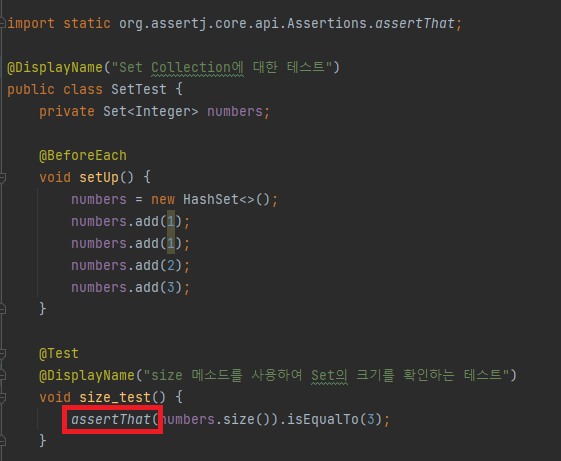 import static org.assertj.core.api.Assertions.assertThat;
@DisplayName("Set Collection에 대한 테스트")
public class SetTest {
private Set<Integer> numbers;
@BeforeEach
void setUp() {
numbers = new HashSet<>();
numbers.add(1);
numbers.add(1);
numbers.add(2);
numbers.add(3);
}
@Test
@DisplayName("size 메소드를 사용하여 Set의 크기를 확인하는 테스트")
void size_test() {
assertThat(numbers.size()).isEqualTo(3);
}